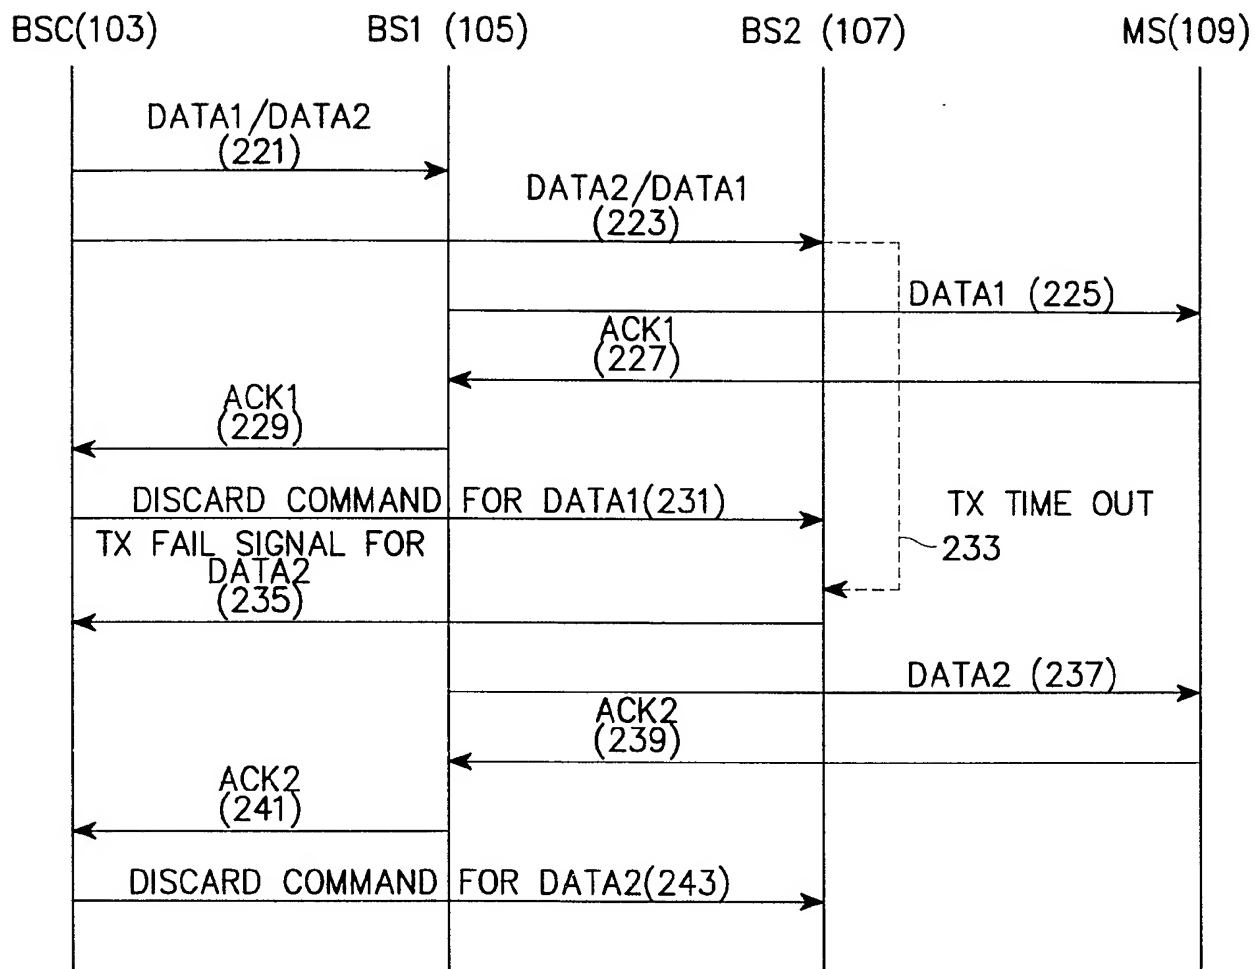 BSC(103) BS1 (105) BS2 (107) MS(109)
DATA1/DATA2
(221)
DATA2/DATA1
(223)
DATA1 (225)
ACK1
(227)
ACK1
(229)
DISCARD COMMAND FOR DATA1(231)
TX TIME OUT
233
TX FAIL SIGNAL FOR
DATA2
(235)
DATA2 (237)
ACK2
(239)
ACK2
(241)
DISCARD COMMAND FOR DATA2(243)